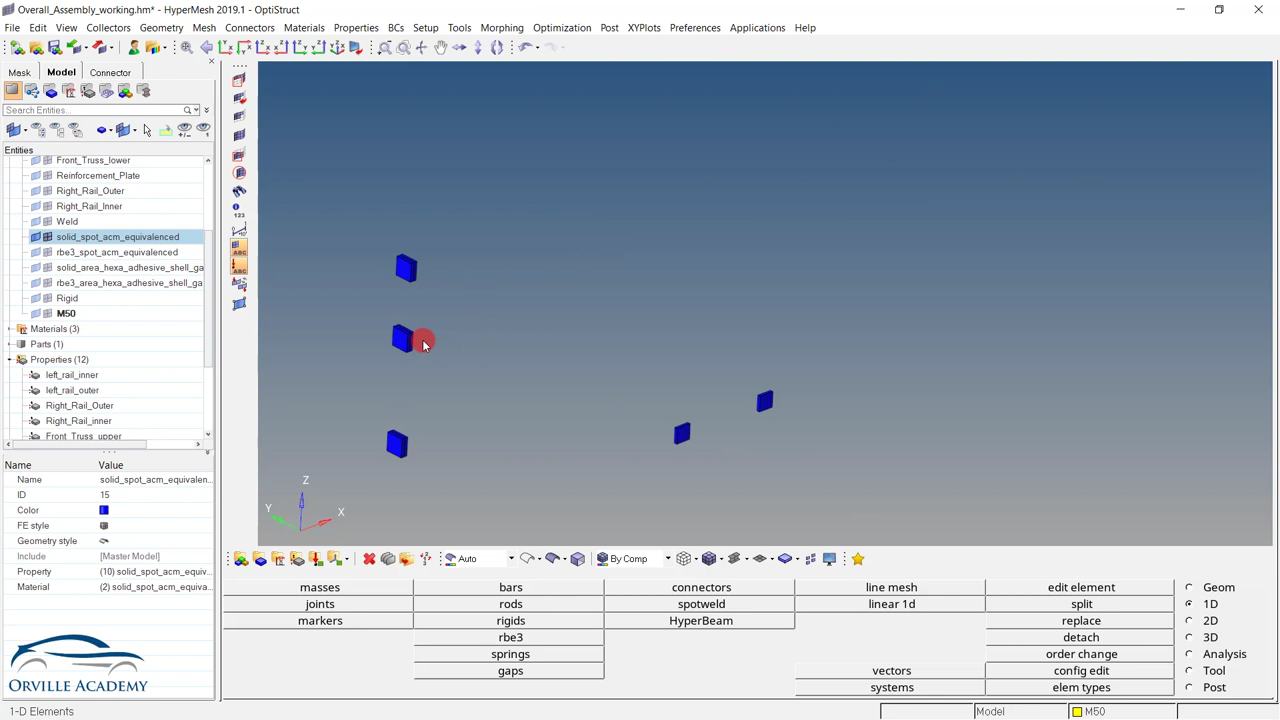 Overall_Assembly_working.hm* - HyperMesh 2019.1 - OptiStruct
File Edit View Collectors Geometry Mesh Connectors Materials Properties BCs Setup Tools Morphing Optimization Post XYPlots Preferences Applications Help
Mask Model Connector
Search Entities...
Entities
Front_Truss_lower
Reinforcement_Plate
Right_Rail_Outer
Right_Rail_Inner
Weld
solid_spot_acm_equivalenced
rbe3_spot_acm_equivalenced
solid_area_hexa_adhesive_shell_ga
rbe3_area_hexa_adhesive_shell_ga
Rigid
M50
Materials (3)
Parts (1)
Properties (12)
left_rail_inner
left_rail_outer
Right_Rail_Outer
Right_Rail_inner
Front_Truss_upper
Name Value
Name solid_spot_acm_equivalen...
ID 15
Color
FE style
Geometry style
Include [Master Model]
Property (10) solid_spot_acm_equiv...
Material (2) solid_spot_acm_equiva...
ORVILLE ACADEMY
123
ABC
ABC
Z
Y X
Auto By Comp
masses bars connectors line mesh edit element Geom
joints rods spotweld linear 1d split 1D
markers rigids HyperBeam replace 2D
rbe3 detach 3D
springs order change Analysis
gaps vectors config edit Tool
systems elem types Post
1-D Elements Model M50